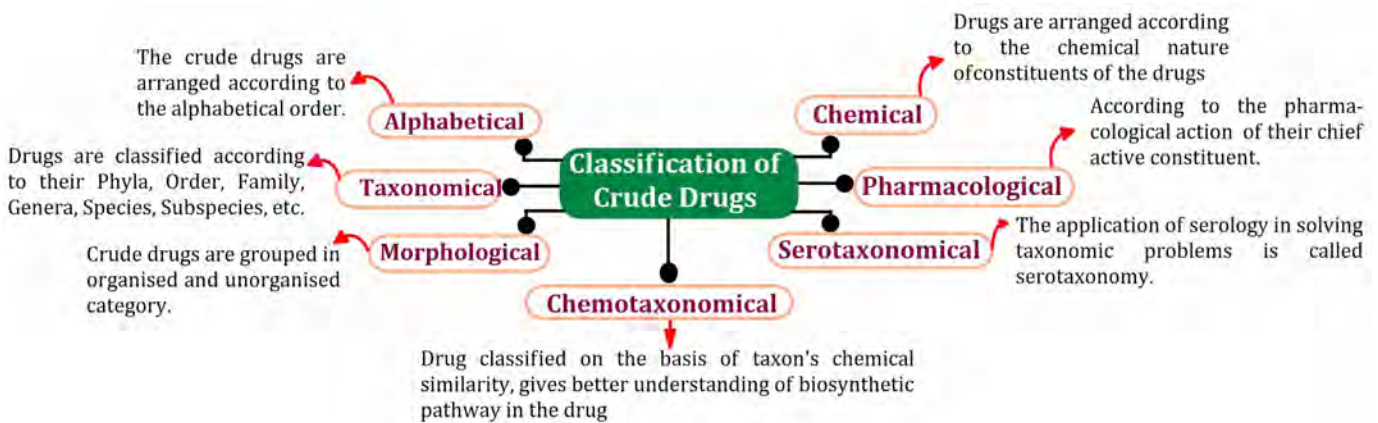 Classification of
Crude Drugs
Alphabetical
The crude drugs are
arranged according to
the alphabetical order.
Taxonomical
Drugs are classified according
to their Phyla, Order, Family,
Genera, Species, Subspecies, etc.
Morphological
Crude drugs are grouped in
organised and unorganised
category.
Chemotaxonomical
Drug classified on the basis of taxon's chemical
similarity, gives better understanding of biosynthetic
pathway in the drug
Chemical
Drugs are arranged according
to the chemical nature
ofconstituents of the drugs
Pharmacological
According to the pharma-
cological action of their chief
active constituent.
Serotaxonomical
The application of serology in solving
taxonomic problems is called
serotaxonomy.